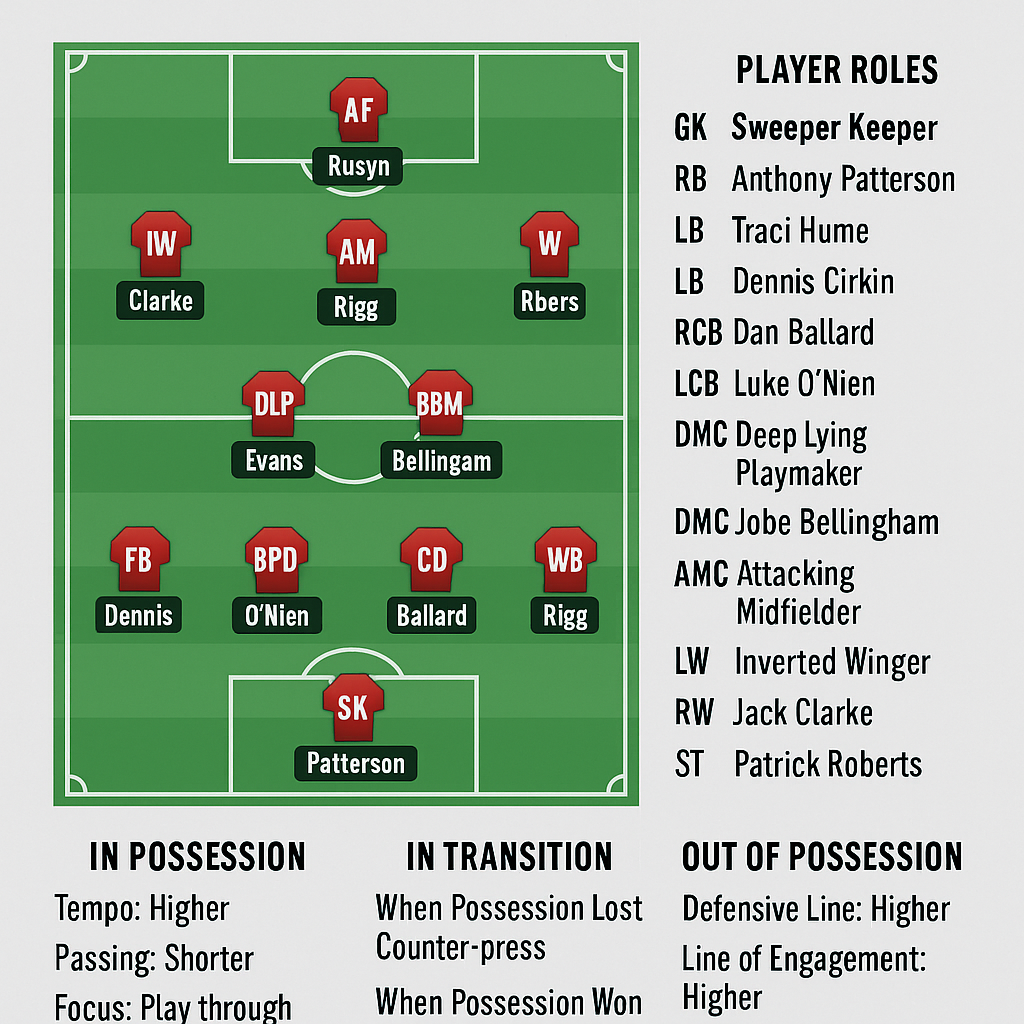 AF
Rusyn
IW
AM
W
Clarke
Rigg
Rbers
DLP
BBM
Evans
Bellingam
FB
BPD
CD
WB
Dennis
O'Nien
Ballard
Rigg
SK
Patterson
PLAYER ROLES
GK Sweeper Keeper
RB Anthony Patterson
LB Traci Hume
LB Dennis Cirkin
RCB Dan Ballard
LCB Luke O'Nien
DMC Deep Lying
Playmaker
DMC Jobe Bellingham
AMC Attacking
Midfielder
LW Inverted Winger
RW Jack Clarke
ST Patrick Roberts
IN POSSESSION
Tempo: Higher
Passing: Shorter
Focus: Play through
IN TRANSITION
When Possession Lost
Counter-press
When Possession Won
OUT OF POSSESSION
Defensive Line: Higher
Line of Engagement:
Higher